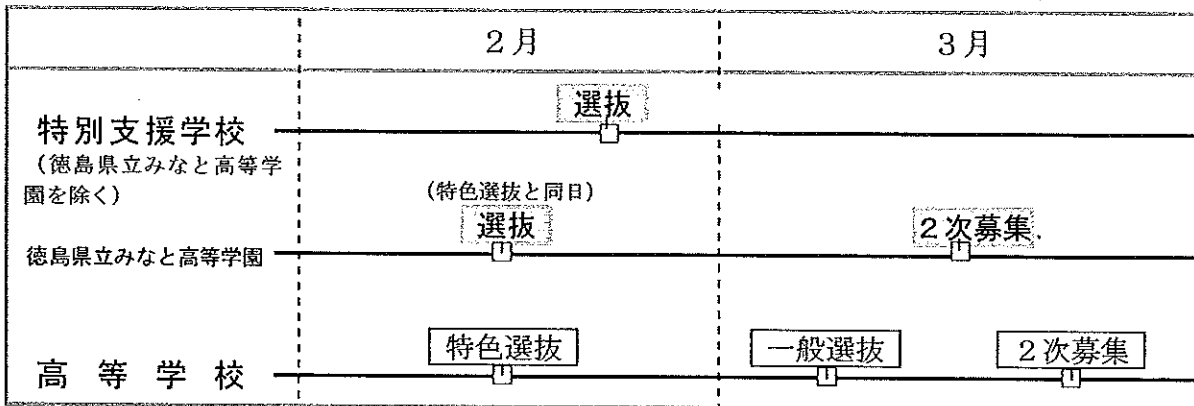 2月 3月
選抜
特別支援学校
(徳島県立みなと高等学
園を除く)
(特色選抜と同日)
選抜 2次募集
徳島県立みなと高等学園
特色選抜 一般選抜 2次募集
高等学校